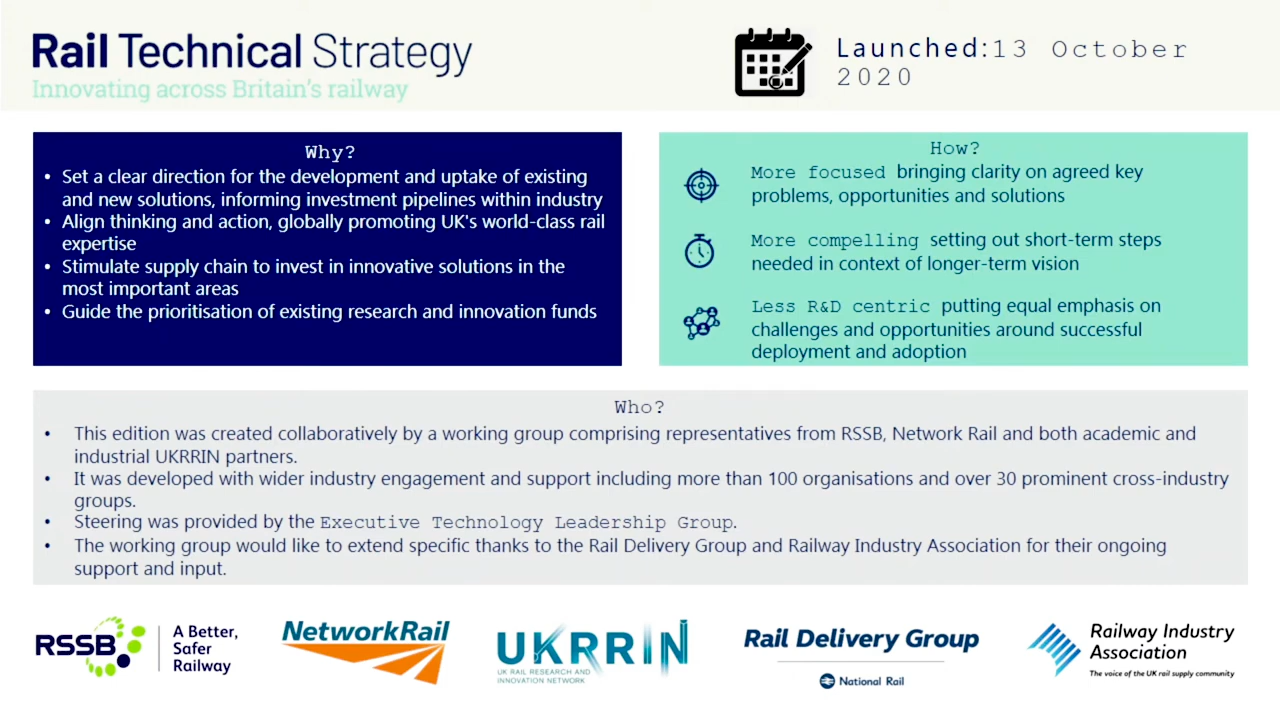 Rail Technical Strategy
Innovating across Britain's railway
Launched:13 October
2020
Why?
• Set a clear direction for the development and uptake of existing
and new solutions, informing investment pipelines within industry
• Align thinking and action, globally promoting UK's world-class rail
expertise
• Stimulate supply chain to invest in innovative solutions in the
most important areas
• Guide the prioritisation of existing research and innovation funds
How?
More focused bringing clarity on agreed key
problems, opportunities and solutions
More compelling setting out short-term steps
needed in context of longer-term vision
Less R&D centric putting equal emphasis on
challenges and opportunities around successful
deployment and adoption
Who?
• This edition was created collaboratively by a working group comprising representatives from RSSB, Network Rail and both academic and
industrial UKRRIN partners.
• It was developed with wider industry engagement and support including more than 100 organisations and over 30 prominent cross-industry
groups.
• Steering was provided by the Executive Technology Leadership Group.
• The working group would like to extend specific thanks to the Rail Delivery Group and Railway Industry Association for their ongoing
support and input.
RSSB
A Better,
Safer
Railway
NetworkRail
UKRRIN
UK RAIL RESEARCH AND
INNOVATION NETWORK
Rail Delivery Group
National Rail
Railway Industry
Association
The voice of the UK rail supply community